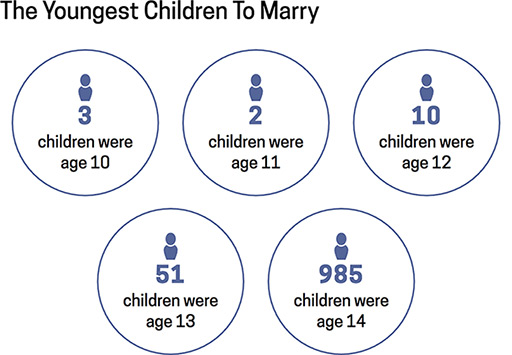 The Youngest Children To Marry
3
children were
age 10
2
children were
age 11
10
children were
age 12
51
children were
age 13
985
children were
age 14